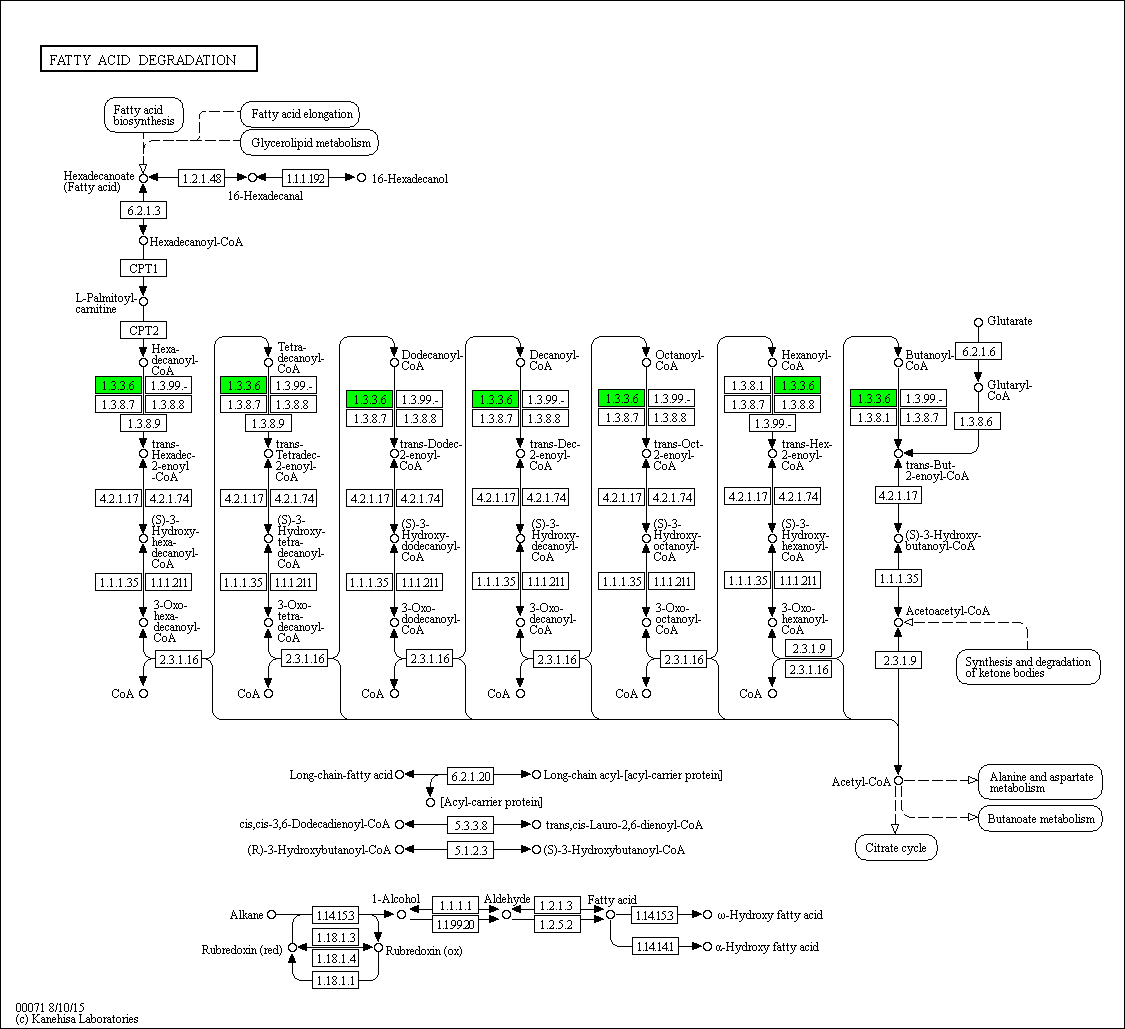 FATTY ACID DEGRADATION
Fatty acid
biosynthesis
Fatty acid elongation
Glycerolipid metabolism
Hexadecanoate
(Fatty acid)
1.2.1.48
16-Hexadecanal
1.1.1.192
16-Hexadecanol
6.2.1.3
Hexadecanoyl-CoA
CPT1
L-Palmitoyl-
carnitine
CPT2
Hexa-
decanoyl-
CoA
Tetra-
decanoyl-
CoA
Dodecanoyl-
CoA
Decanoyl-
CoA
Octanoyl-
CoA
Hexanoyl-
CoA
Butanoyl-
CoA
Glutarate
6.2.1.6
Glutaryl-
CoA
1.3.8.6
1.3.3.6
1.3.99.-
1.3.8.7
1.3.8.8
1.3.8.9
1.3.3.6
1.3.99.-
1.3.8.7
1.3.8.8
1.3.8.9
1.3.3.6
1.3.99.-
1.3.8.7
1.3.8.8
1.3.3.6
1.3.99.-
1.3.8.7
1.3.8.8
1.3.3.6
1.3.99.-
1.3.8.7
1.3.8.8
1.3.8.1
1.3.3.6
1.3.8.7
1.3.8.8
1.3.99.-
1.3.3.6
1.3.99.-
1.3.8.1
1.3.8.7
trans-
Hexadec-
2-enoyl
-CoA
trans-
Tetradec-
2-enoyl-
CoA
trans-Dodec-
2-enoyl-
CoA
trans-Dec-
2-enoyl-
CoA
trans-Oct-
2-enoyl-
CoA
trans-Hex-
2-enoyl-
CoA
trans-But-
2-enoyl-CoA
4.2.1.17
4.2.1.74
4.2.1.17
4.2.1.74
4.2.1.17
4.2.1.74
4.2.1.17
4.2.1.74
4.2.1.17
4.2.1.74
4.2.1.17
4.2.1.74
4.2.1.17
(S)-3-
Hydroxy-
hexa-
decanoyl-
CoA
(S)-3-
Hydroxy-
tetra-
decanoyl-
CoA
(S)-3-
Hydroxy-
dodecanoyl-
CoA
(S)-3-
Hydroxy-
decanoyl-
CoA
(S)-3-
Hydroxy-
octanoyl-
CoA
(S)-3-
Hydroxy-
hexanoyl-
CoA
(S)-3-Hydroxy-
butanoyl-CoA
1.1.1.35
1.1.1.211
1.1.1.35
1.1.1.211
1.1.1.35
1.1.1.211
1.1.1.35
1.1.1.211
1.1.1.35
1.1.1.211
1.1.1.35
1.1.1.211
1.1.1.35
3-Oxo-
hexa-
decanoyl-
CoA
3-Oxo-
tetra-
decanoyl-
CoA
3-Oxo-
dodecanoyl-
CoA
3-Oxo-
decanoyl-
CoA
3-Oxo-
octanoyl-
CoA
3-Oxo-
hexanoyl-
CoA
Acetoacetyl-CoA
2.3.1.16
2.3.1.16
2.3.1.16
2.3.1.16
2.3.1.16
2.3.1.9
2.3.1.16
2.3.1.9
Synthesis and degradation
of ketone bodies
CoA
CoA
CoA
CoA
CoA
CoA
Acetyl-CoA
Alanine and aspartate
metabolism
Butanoate metabolism
Citrate cycle
Long-chain-fatty acid
6.2.1.20
Long-chain acyl-[acyl-carrier protein]
[Acyl-carrier protein]
cis,cis-3,6-Dodecadienoyl-CoA
5.3.3.8
trans,cis-Lauro-2,6-dienoyl-CoA
(R)-3-Hydroxybutanoyl-CoA
5.1.2.3
(S)-3-Hydroxybutanoyl-CoA
Alkane
1.14.15.3
1-Alcohol
1.1.1.1
1.1.99.20
Aldehyde
1.2.1.3
1.2.5.2
Fatty acid
1.14.15.3
ω-Hydroxy fatty acid
1.14.14.1
α-Hydroxy fatty acid
Rubredoxin (red)
1.18.1.3
1.18.1.4
Rubredoxin (ox)
1.18.1.1
00071 8/10/15
(c) Kanehisa Laboratories